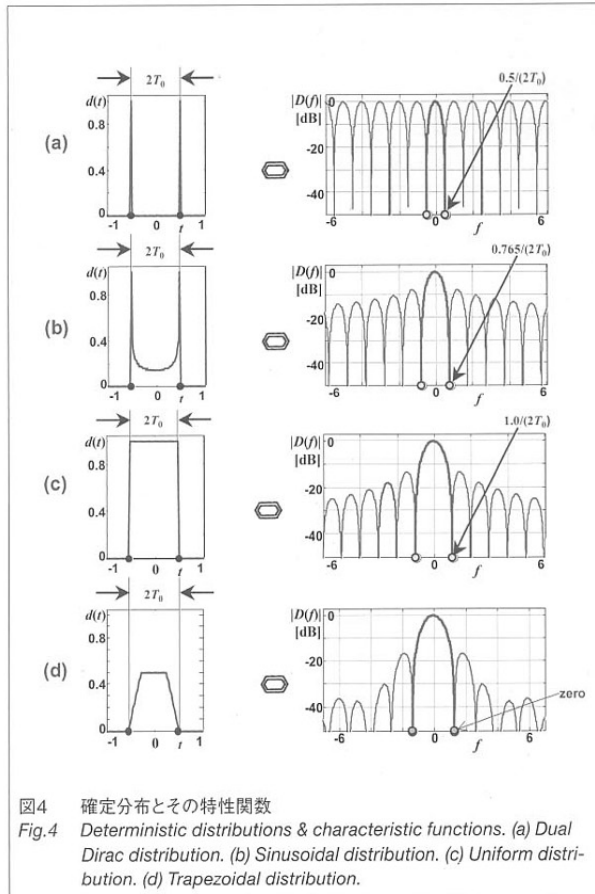 2T₀
d(t)
0.8
0.4
0
-1 0 t 1
(a)
0.5/(2T₀)
|D(f)|
[dB]
0
-20
-40
-6 0 f 6
2T₀
d(t)
0.8
0.4
0
-1 0 t 1
(b)
0.765/(2T₀)
|D(f)|
[dB]
0
-20
-40
-6 0 f 6
2T₀
d(t)
0.8
0.4
0
-1 0 t 1
(c)
1.0/(2T₀)
|D(f)|
[dB]
0
-20
-40
-6 0 f 6
2T₀
d(t)
0.8
0.4
0
-1 0 t 1
(d)
|D(f)|
[dB]
0
-20
-40
zero
-6 0 f 6
図4 確定分布とその特性関数
Fig.4 Deterministic distributions & characteristic functions. (a) Dual
Dirac distribution. (b) Sinusoidal distribution. (c) Uniform distri-
bution. (d) Trapezoidal distribution.